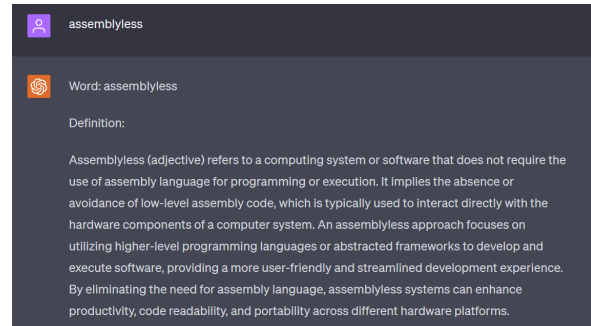 assemblyless
Word: assemblyless
Definition:
Assemblyless (adjective) refers to a computing system or software that does not require the
use of assembly language for programming or execution. It implies the absence or
avoidance of low-level assembly code, which is typically used to interact directly with the
hardware components of a computer system. An assemblyless approach focuses on
utilizing higher-level programming languages or abstracted frameworks to develop and
execute software, providing a more user-friendly and streamlined development experience.
By eliminating the need for assembly language, assemblyless systems can enhance
productivity, code readability, and portability across different hardware platforms.